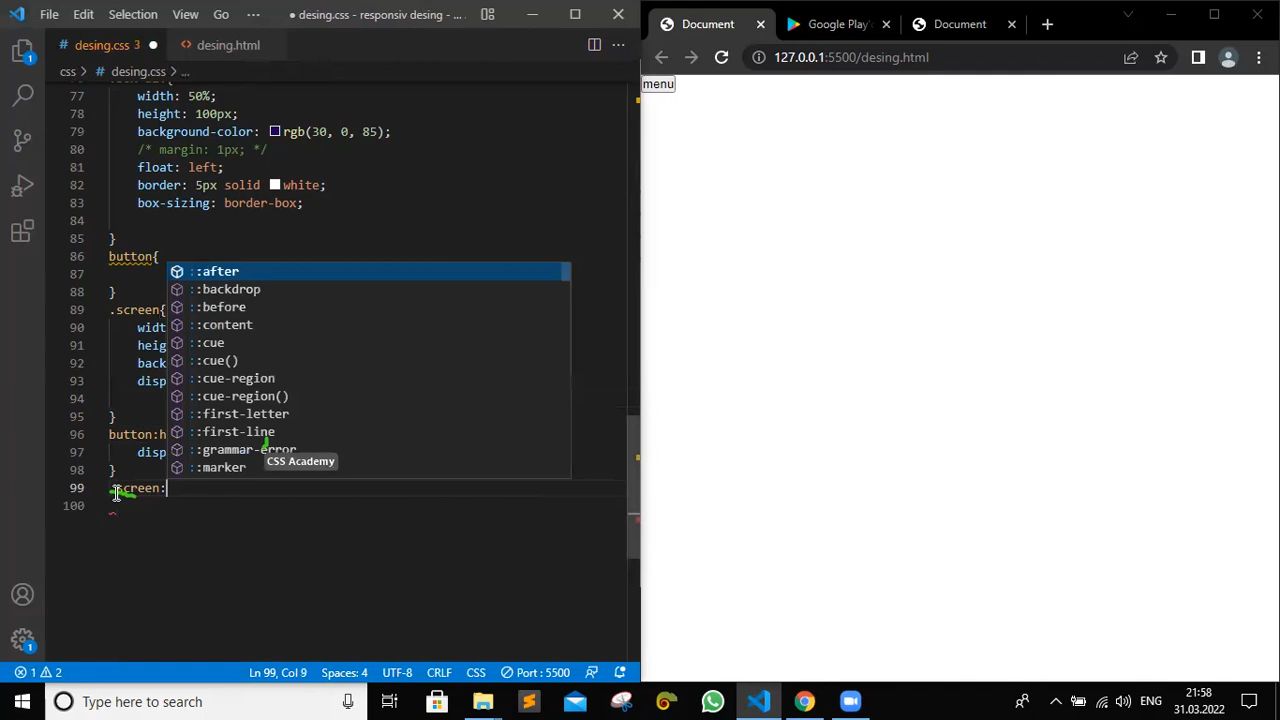 File Edit Selection View Go ··· ● desing.css - responsiv desing - ...
desing.css 3 ● desing.html
css > # desing.css > ...
77 width: 50%;
78 height: 100px;
79 background-color: rgb(30, 0, 85);
80 /* margin: 1px; */
81 float: left;
82 border: 5px solid white;
83 box-sizing: border-box;
84
85 }
86 button{
87
88 }
89 .screen{
90 widt
91 heig
92 back
93 disp
94
95 }
96 button:h
97 disp
98 }
99 .screen:
100
::after
::backdrop
::before
::content
::cue
::cue()
::cue-region
::cue-region()
::first-letter
::first-line
::grammar-error
::marker
CSS Academy
1 2 Ln 99, Col 9 Spaces: 4 UTF-8 CRLF CSS Port : 5500
Document Google Play' Document
127.0.0.1:5500/desing.html
menu
Type here to search
ENG 21:58
31.03.2022